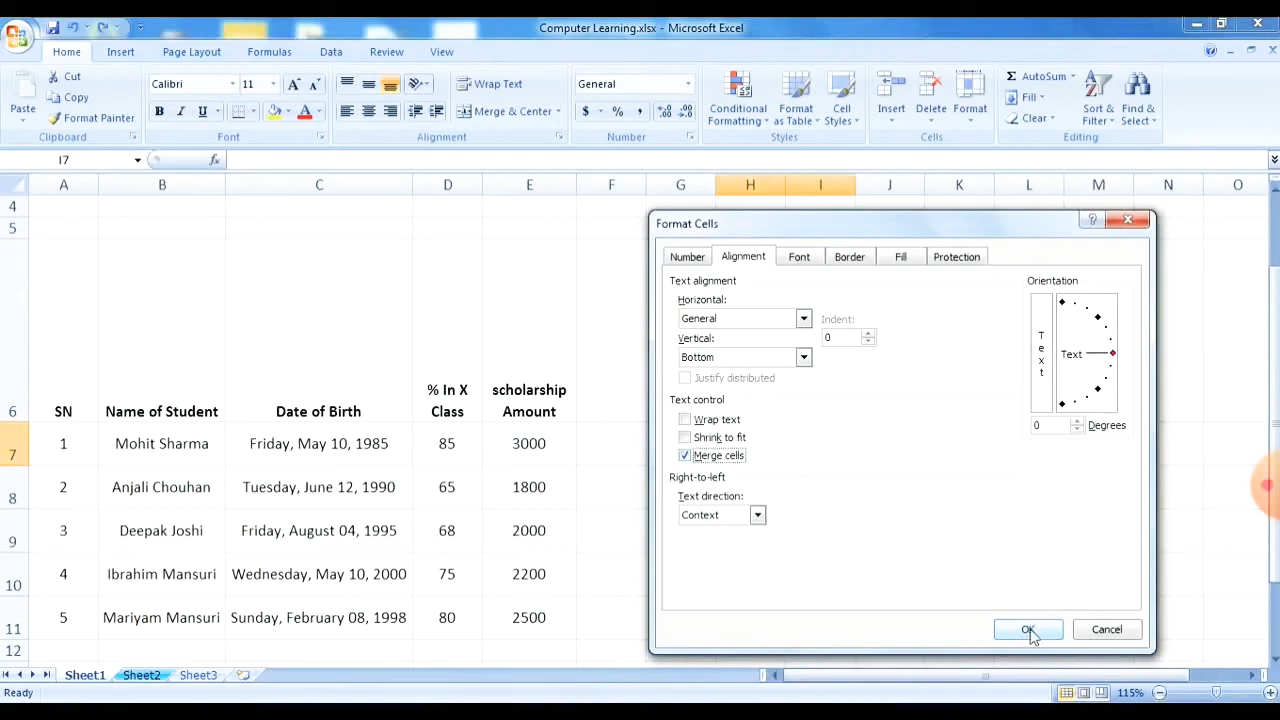 Computer Learning.xlsx - Microsoft Excel
Home Insert Page Layout Formulas Data Review View
Paste
Cut
Copy
Format Painter
Clipboard
Calibri 11
B I U
Font
Wrap Text
Merge & Center
Alignment
General
$ % ,
Number
Conditional Formatting
Format as Table
Cell Styles
Styles
Insert
Delete
Format
Cells
AutoSum
Fill
Clear
Sort & Filter
Find & Select
Editing
I7 fx
A B C D E F G H I J K L M N O
4
5
6 SN Name of Student Date of Birth % In X Class scholarship Amount
7 1 Mohit Sharma Friday, May 10, 1985 85 3000
8 2 Anjali Chouhan Tuesday, June 12, 1990 65 1800
9 3 Deepak Joshi Friday, August 04, 1995 68 2000
10 4 Ibrahim Mansuri Wednesday, May 10, 2000 75 2200
11 5 Mariyam Mansuri Sunday, February 08, 1998 80 2500
12
Format Cells
Number Alignment Font Border Fill Protection
Text alignment
Horizontal:
General
Indent:
0
Vertical:
Bottom
Justify distributed
Text control
Wrap text
Shrink to fit
Merge cells
Right-to-left
Text direction:
Context
Orientation
Text
Text
0 Degrees
OK Cancel
Sheet1 Sheet2 Sheet3
Ready 115%